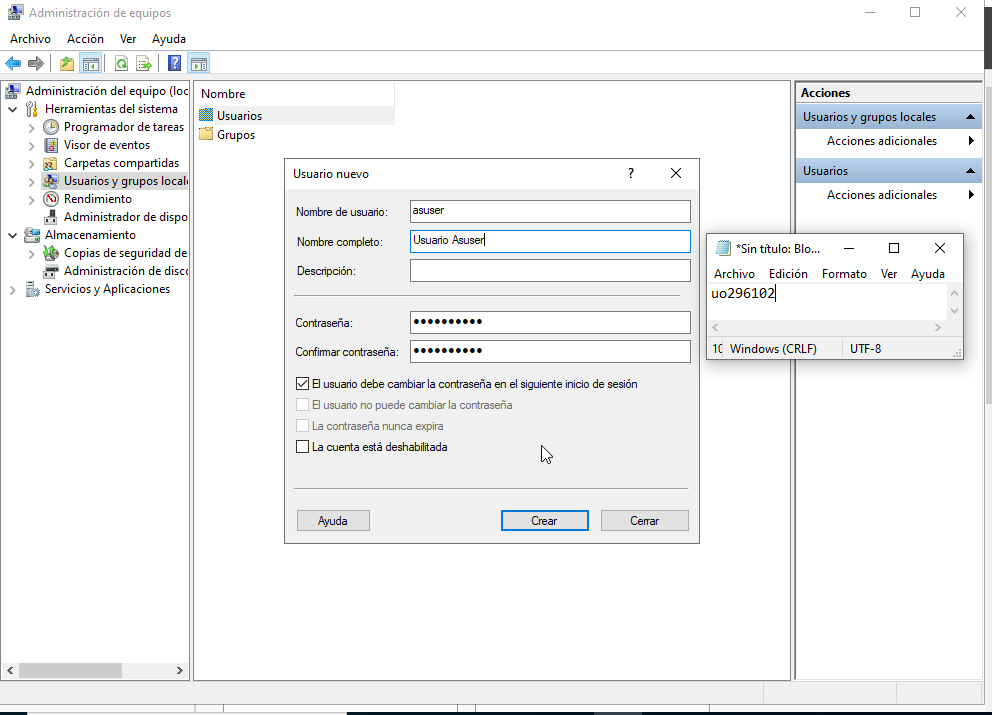 Administración de equipos
Archivo Acción Ver Ayuda
Administración del equipo (loc
Herramientas del sistema
Programador de tareas
Visor de eventos
Carpetas compartidas
Usuarios y grupos locale
Rendimiento
Administrador de dispo
Almacenamiento
Copias de seguridad de
Administración de disco
Servicios y Aplicaciones
Nombre
Usuarios
Grupos
Usuario nuevo
?
Nombre de usuario: asuser
Nombre completo: Usuario Asuser
Descripción:
Contraseña: ●●●●●●●●●●
Confirmar contraseña: ●●●●●●●●●●
El usuario debe cambiar la contraseña en el siguiente inicio de sesión
El usuario no puede cambiar la contraseña
La contraseña nunca expira
La cuenta está deshabilitada
Ayuda Crear Cerrar
Acciones
Usuarios y grupos locales
Acciones adicionales
Usuarios
Acciones adicionales
*Sin título: Blo...
Archivo Edición Formato Ver Ayuda
uo296102
10 Windows (CRLF) UTF-8